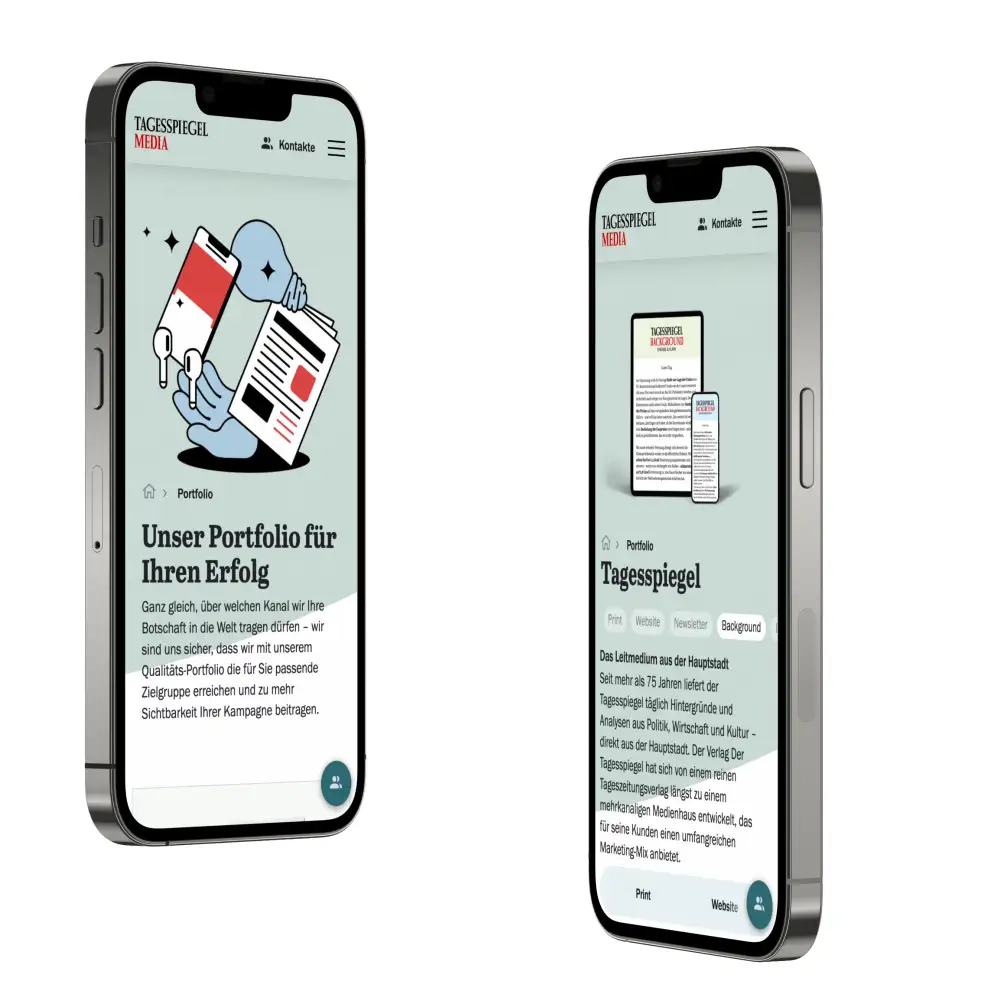 TAGESSPIEGEL
MEDIA
Kontakte
Portfolio
Unser Portfolio für
Ihren Erfolg
Ganz gleich, über welchen Kanal wir Ihre
Botschaft in die Welt tragen dürfen – wir
sind uns sicher, dass wir mit unserem
Qualitäts-Portfolio die für Sie passende
Zielgruppe erreichen und zu mehr
Sichtbarkeit Ihrer Kampagne beitragen.
TAGESSPIEGEL
MEDIA
Kontakte
TAGESSPIEGEL
BACKGROUND
TAGESSPIEGEL
BACKGROUND
Portfolio
Tagesspiegel
Print Website Newsletter Background
Das Leitmedium aus der Hauptstadt
Seit mehr als 75 Jahren liefert der
Tagesspiegel täglich Hintergründe und
Analysen aus Politik, Wirtschaft und Kultur –
direkt aus der Hauptstadt. Der Verlag Der
Tagesspiegel hat sich von einem reinen
Tageszeitungsverlag längst zu einem
mehrkanaligen Medienhaus entwickelt, das
für seine Kunden einen umfangreichen
Marketing-Mix anbietet.
Print Website